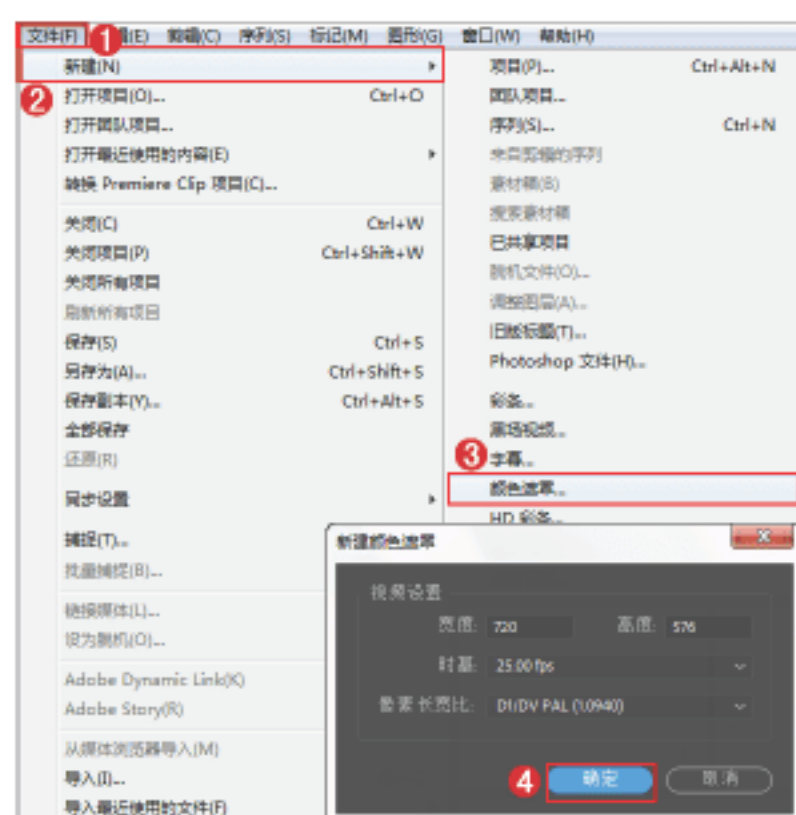 文件(F) 编辑(E) 剪辑(C) 序列(S) 标记(M) 图形(G) 窗口(W) 帮助(H)
1
新建(N)
2
打开项目(O)... Ctrl+O
打开团队项目...
打开最近使用的内容(E)
转换 Premiere Clip 项目(C)...
关闭(C) Ctrl+W
关闭项目(P) Ctrl+Shift+W
关闭所有项目
刷新所有项目
保存(S) Ctrl+S
另存为(A)... Ctrl+Shift+S
保存副本(Y)... Ctrl+Alt+S
全部保存
还原(R)
同步设置
捕捉(T)...
批量捕捉(B)...
链接媒体(L)...
设为脱机(O)...
Adobe Dynamic Link(K)
Adobe Story(R)
从媒体浏览器导入(M)
导入(I)...
导入最近使用的文件(F)
项目(P)... Ctrl+Alt+N
团队项目...
序列(S)... Ctrl+N
来自剪辑的序列
素材箱(B)
搜索素材箱
已共享项目
脱机文件(O)...
调整图层(A)...
旧版标题(T)...
Photoshop 文件(H)...
彩条...
黑场视频...
3
字幕...
颜色遮罩...
HD 彩条...
新建颜色遮罩
视频设置
宽度: 720 高度: 576
时基: 25.00 fps
像素长宽比: D1/DV PAL (1.0940)
4
确定 取消